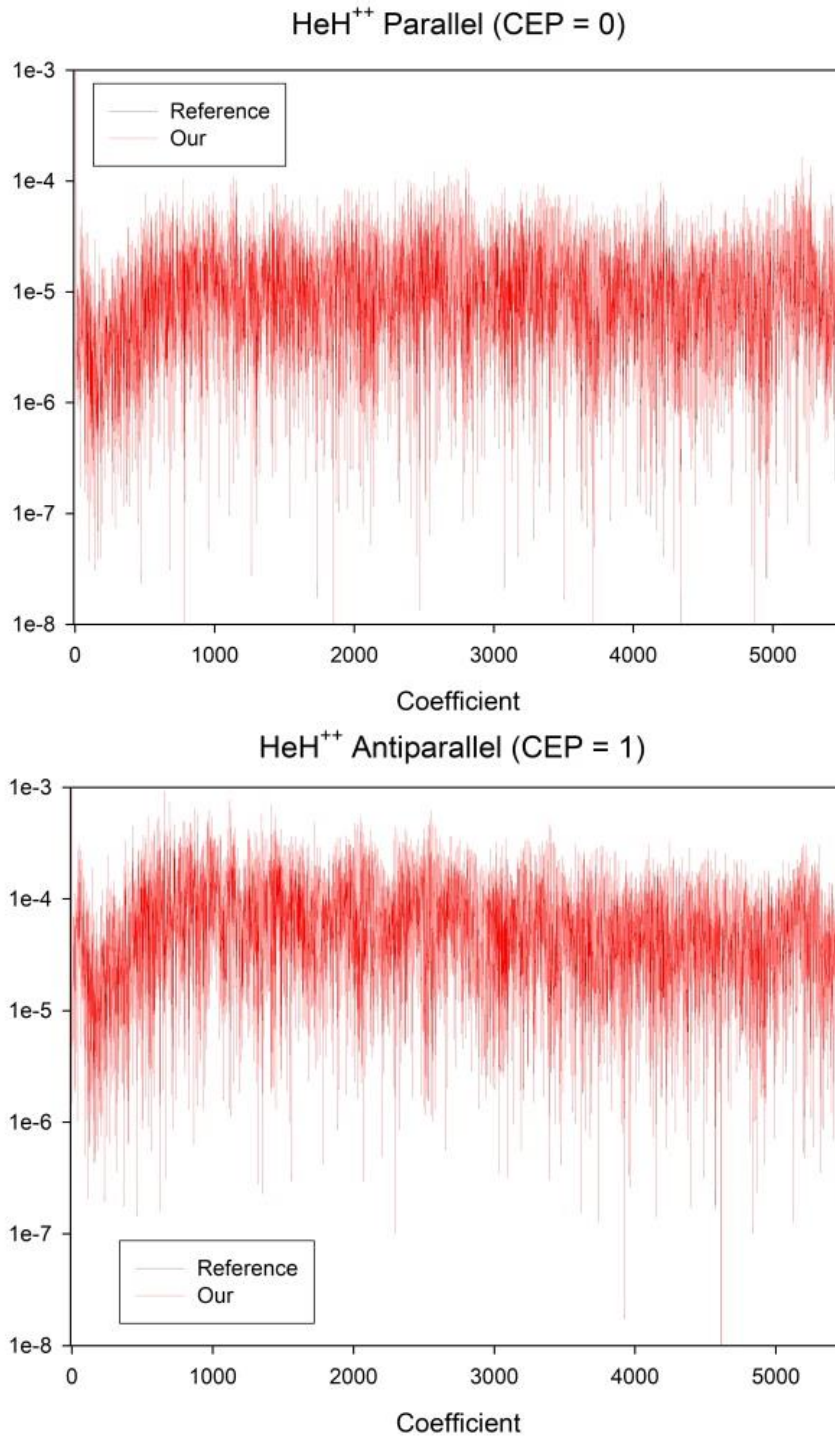 HeH++ Parallel (CEP = 0)
1e-3
Reference
Our
1e-4
1e-5
1e-6
1e-7
1e-8
0 1000 2000 3000 4000 5000
Coefficient
HeH++ Antiparallel (CEP = 1)
1e-3
1e-4
1e-5
1e-6
1e-7
Reference
Our
1e-8
0 1000 2000 3000 4000 5000
Coefficient